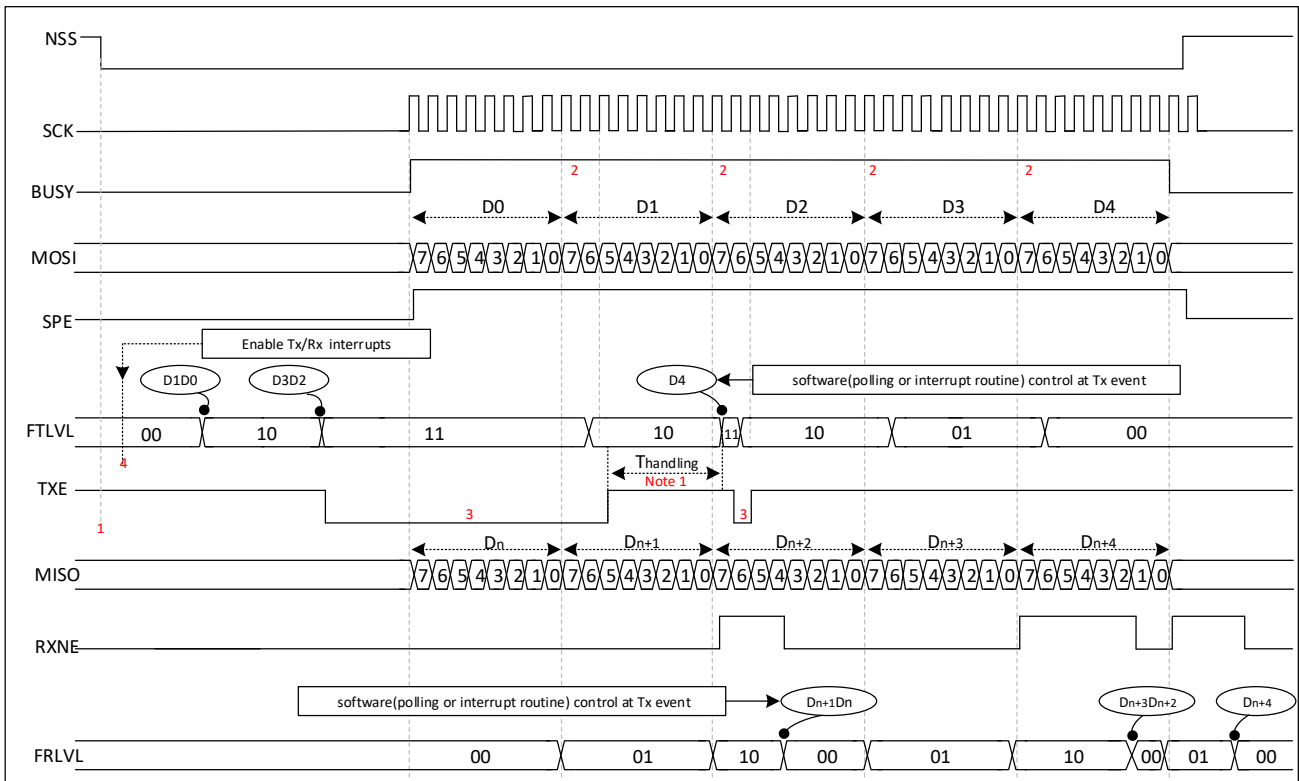 NSS
SCK
2 2 2 2
BUSY
D0 D1 D2 D3 D4
MOSI 7 6 5 4 3 2 1 0 7 6 5 4 3 2 1 0 7 6 5 4 3 2 1 0 7 6 5 4 3 2 1 0 7 6 5 4 3 2 1 0
SPE
Enable Tx/Rx interrupts
D1D0 D3D2 D4 software(polling or interrupt routine) control at Tx event
FTLVL 00 10 11 10 11 10 01 00
4 Thandling
Note 1
TXE
1 3 3
Dn Dn+1 Dn+2 Dn+3 Dn+4
MISO 7 6 5 4 3 2 1 0 7 6 5 4 3 2 1 0 7 6 5 4 3 2 1 0 7 6 5 4 3 2 1 0 7 6 5 4 3 2 1 0
RXNE
software(polling or interrupt routine) control at Tx event Dn+1Dn Dn+3Dn+2 Dn+4
FRLVL 00 01 10 00 01 10 00 01 00